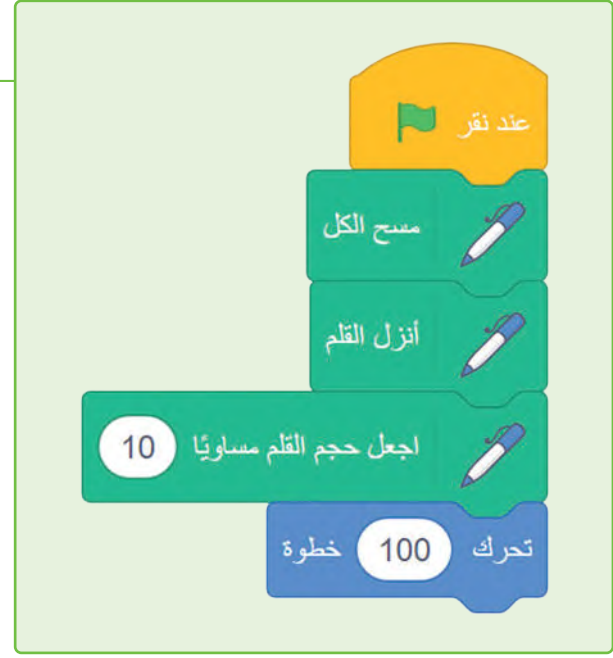 عند نقر
مسح الكل
أنزل القلم
اجعل حجم القلم مساويًا 10
تحرك 100 خطوة